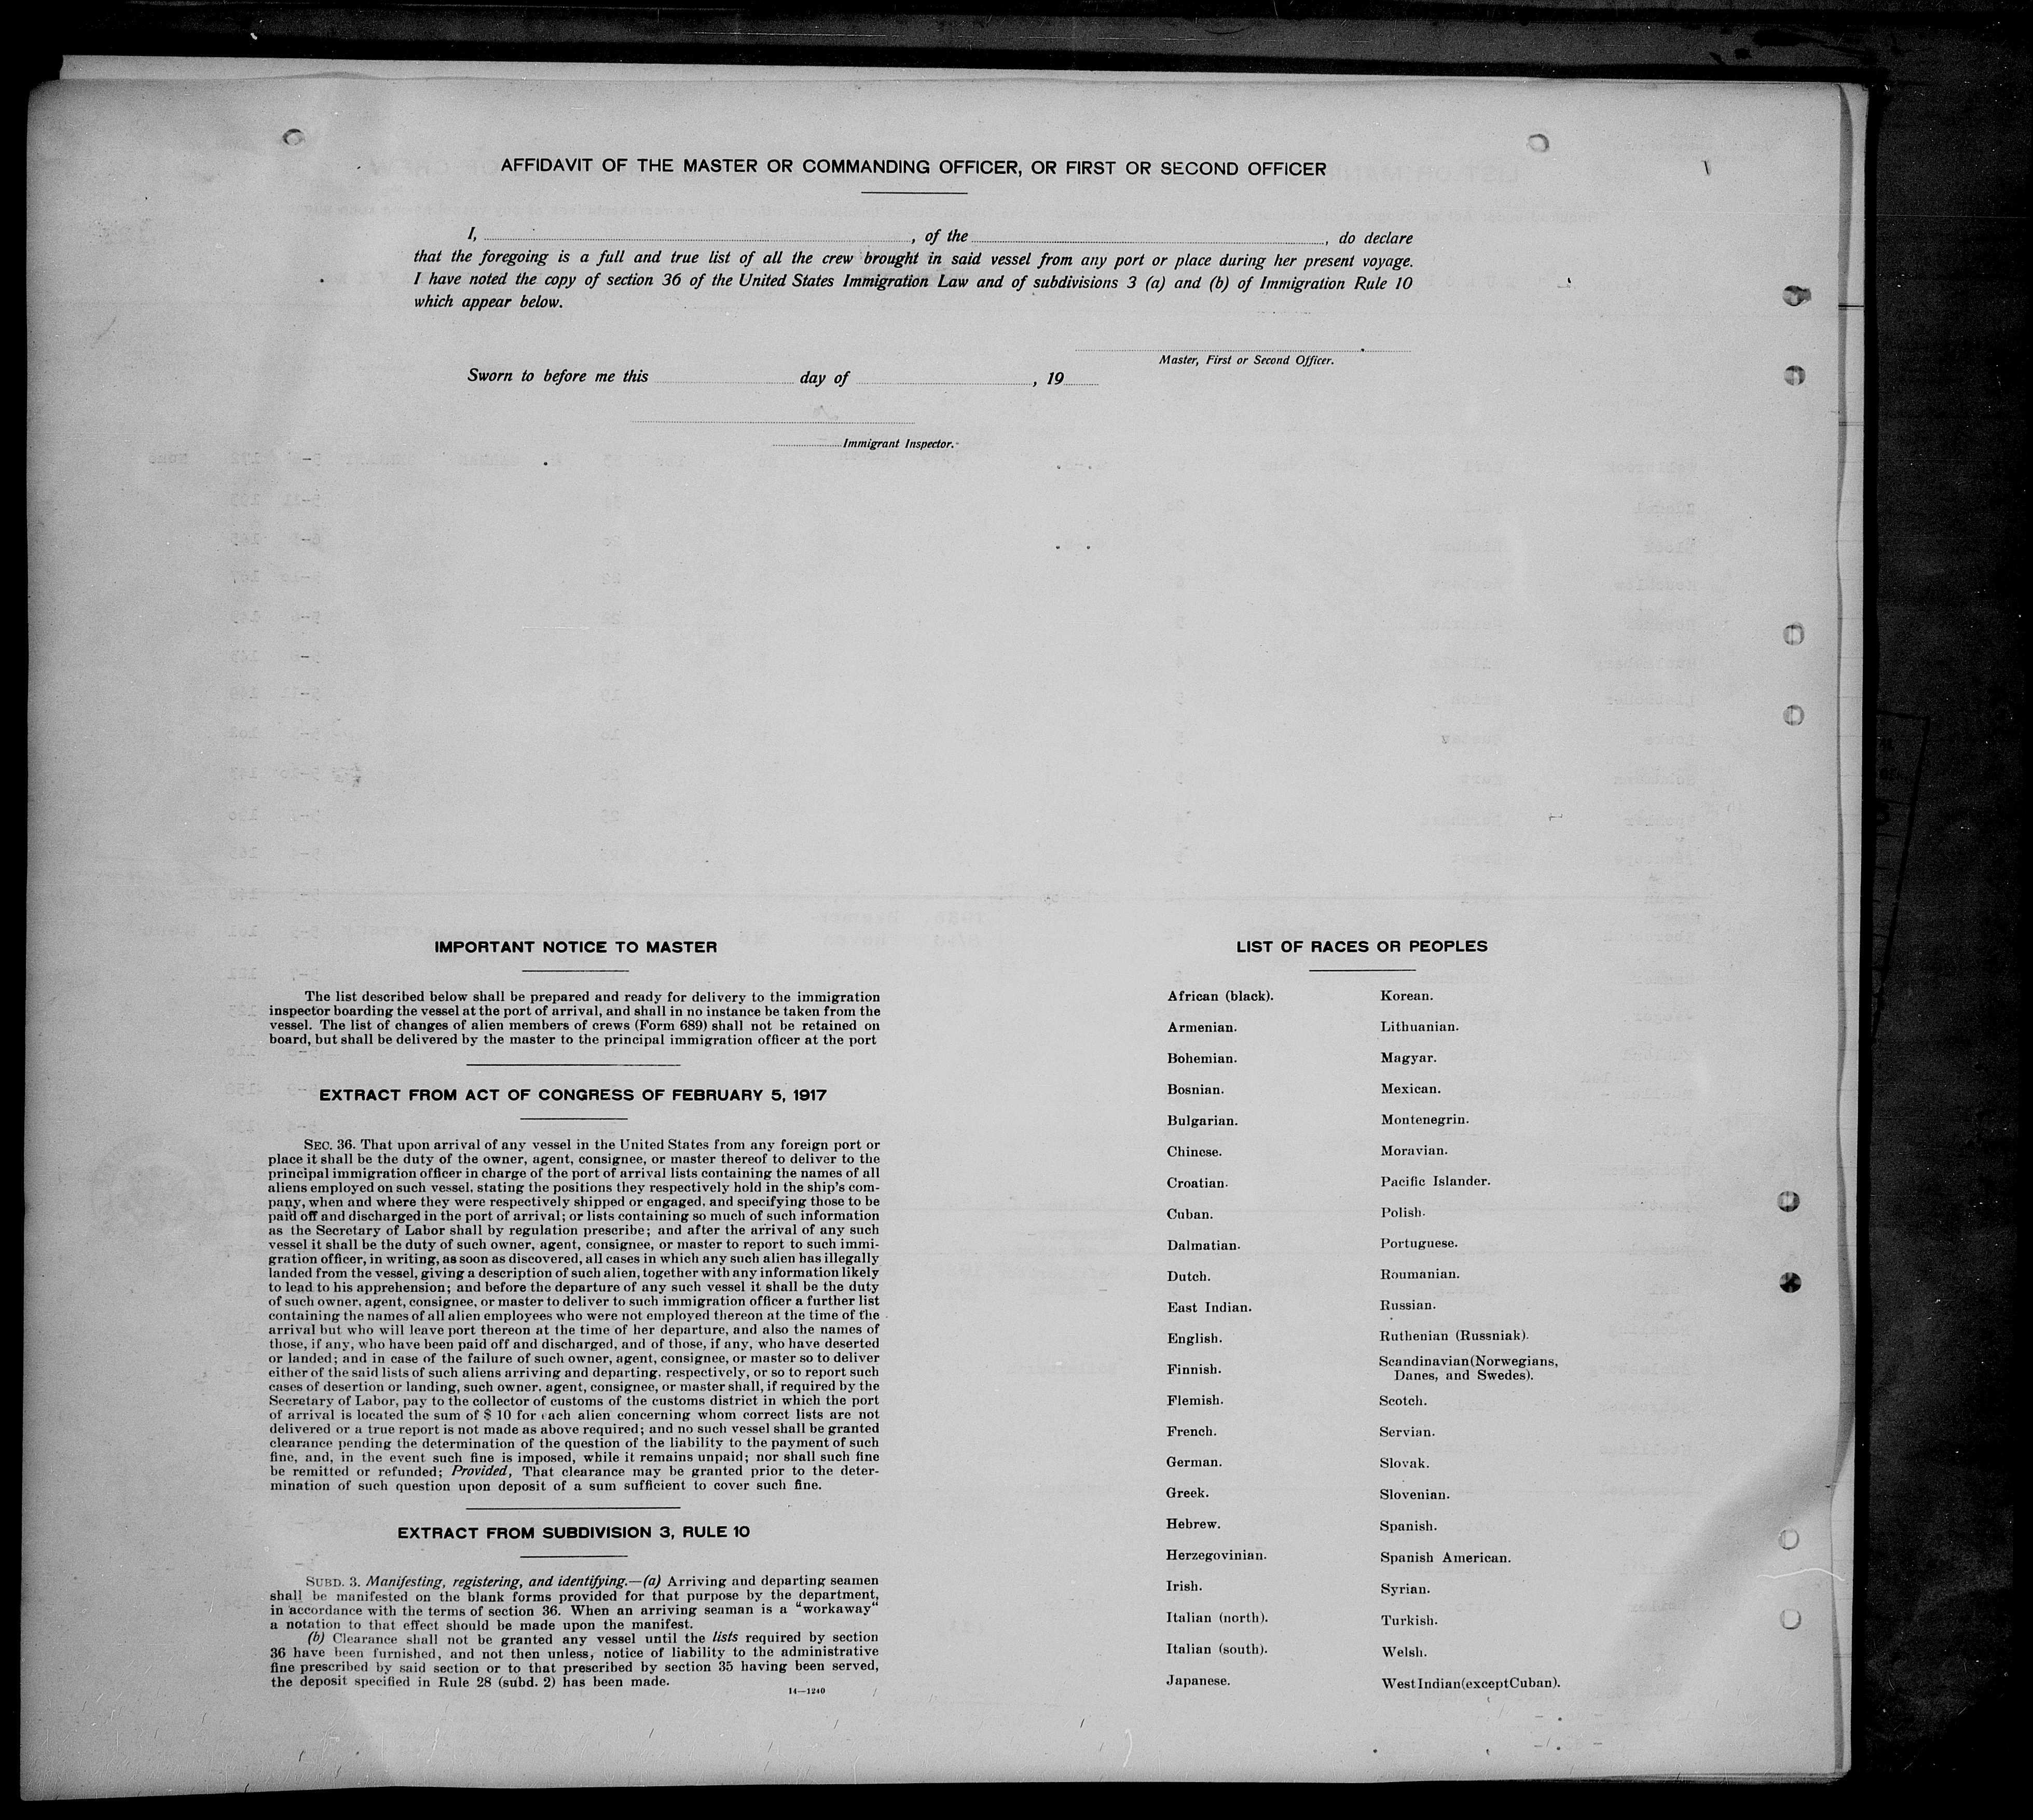 AFFIDAVIT OF THE MASTER OR COMMANDING OFFICER, OR FIRST OR SECOND OFFICER
I, , of the , do declare
that the foregoing is a full and true list of all the crew brought in said vessel from any port or place during her present voyage.
I have noted the copy of section 36 of the United States Immigration Law and of subdivisions 3 (a) and (b) of Immigration Rule 10
which appear below.
Master, First or Second Officer.
Sworn to before me this day of , 19
Immigrant Inspector.
IMPORTANT NOTICE TO MASTER
The list described below shall be prepared and ready for delivery to the immigration
inspector boarding the vessel at the port of arrival, and shall in no instance be taken from the
vessel. The list of changes of alien members of crews (Form 689) shall not be retained on
board, but shall be delivered by the master to the principal immigration officer at the port
EXTRACT FROM ACT OF CONGRESS OF FEBRUARY 5, 1917
SEC. 36. That upon arrival of any vessel in the United States from any foreign port or
place it shall be the duty of the owner, agent, consignee, or master thereof to deliver to the
principal immigration officer in charge of the port of arrival lists containing the names of all
aliens employed on such vessel, stating the positions they respectively hold in the ship's com-
pany, when and where they were respectively shipped or engaged, and specifying those to be
paid off and discharged in the port of arrival; or lists containing so much of such information
as the Secretary of Labor shall by regulation prescribe; and after the arrival of any such
vessel it shall be the duty of such owner, agent, consignee, or master to report to such immi-
gration officer, in writing, as soon as discovered, all cases in which any such alien has illegally
landed from the vessel, giving a description of such alien, together with any information likely
to lead to his apprehension; and before the departure of any such vessel it shall be the duty
of such owner, agent, consignee, or master to deliver to such immigration officer a further list
containing the names of all alien employees who were not employed thereon at the time of the
arrival but who will leave port thereon at the time of her departure, and also the names of
those, if any, who have been paid off and discharged, and of those, if any, who have deserted
or landed; and in case of the failure of such owner, agent, consignee, or master so to deliver
either of the said lists of such aliens arriving and departing, respectively, or so to report such
cases of desertion or landing, such owner, agent, consignee, or master shall, if required by the
Secretary of Labor, pay to the collector of customs of the customs district in which the port
of arrival is located the sum of $ 10 for each alien concerning whom correct lists are not
delivered or a true report is not made as above required; and no such vessel shall be granted
clearance pending the determination of the question of the liability to the payment of such
fine, and, in the event such fine is imposed, while it remains unpaid; nor shall such fine
be remitted or refunded; Provided, That clearance may be granted prior to the deter-
mination of such question upon deposit of a sum sufficient to cover such fine.
EXTRACT FROM SUBDIVISION 3, RULE 10
SUBD. 3. Manifesting, registering, and identifying.—(a) Arriving and departing seamen
shall be manifested on the blank forms provided for that purpose by the department,
in accordance with the terms of section 36. When an arriving seaman is a "workaway"
a notation to that effect should be made upon the manifest.
(b) Clearance shall not be granted any vessel until the lists required by section
36 have been furnished, and not then unless, notice of liability to the administrative
fine prescribed by said section or to that prescribed by section 35 having been served,
the deposit specified in Rule 28 (subd. 2) has been made.
14—1240
LIST OF RACES OR PEOPLES
African (black).
Armenian.
Bohemian.
Bosnian.
Bulgarian.
Chinese.
Croatian.
Cuban.
Dalmatian.
Dutch.
East Indian.
English.
Finnish.
Flemish.
French.
German.
Greek.
Hebrew.
Herzegovinian.
Irish.
Italian (north).
Italian (south).
Japanese.
Korean.
Lithuanian.
Magyar.
Mexican.
Montenegrin.
Moravian.
Pacific Islander.
Polish.
Portuguese.
Roumanian.
Russian.
Ruthenian (Russniak).
Scandinavian (Norwegians,
Danes, and Swedes).
Scotch.
Servian.
Slovak.
Slovenian.
Spanish.
Spanish American.
Syrian.
Turkish.
Welsh.
West Indian (except Cuban).